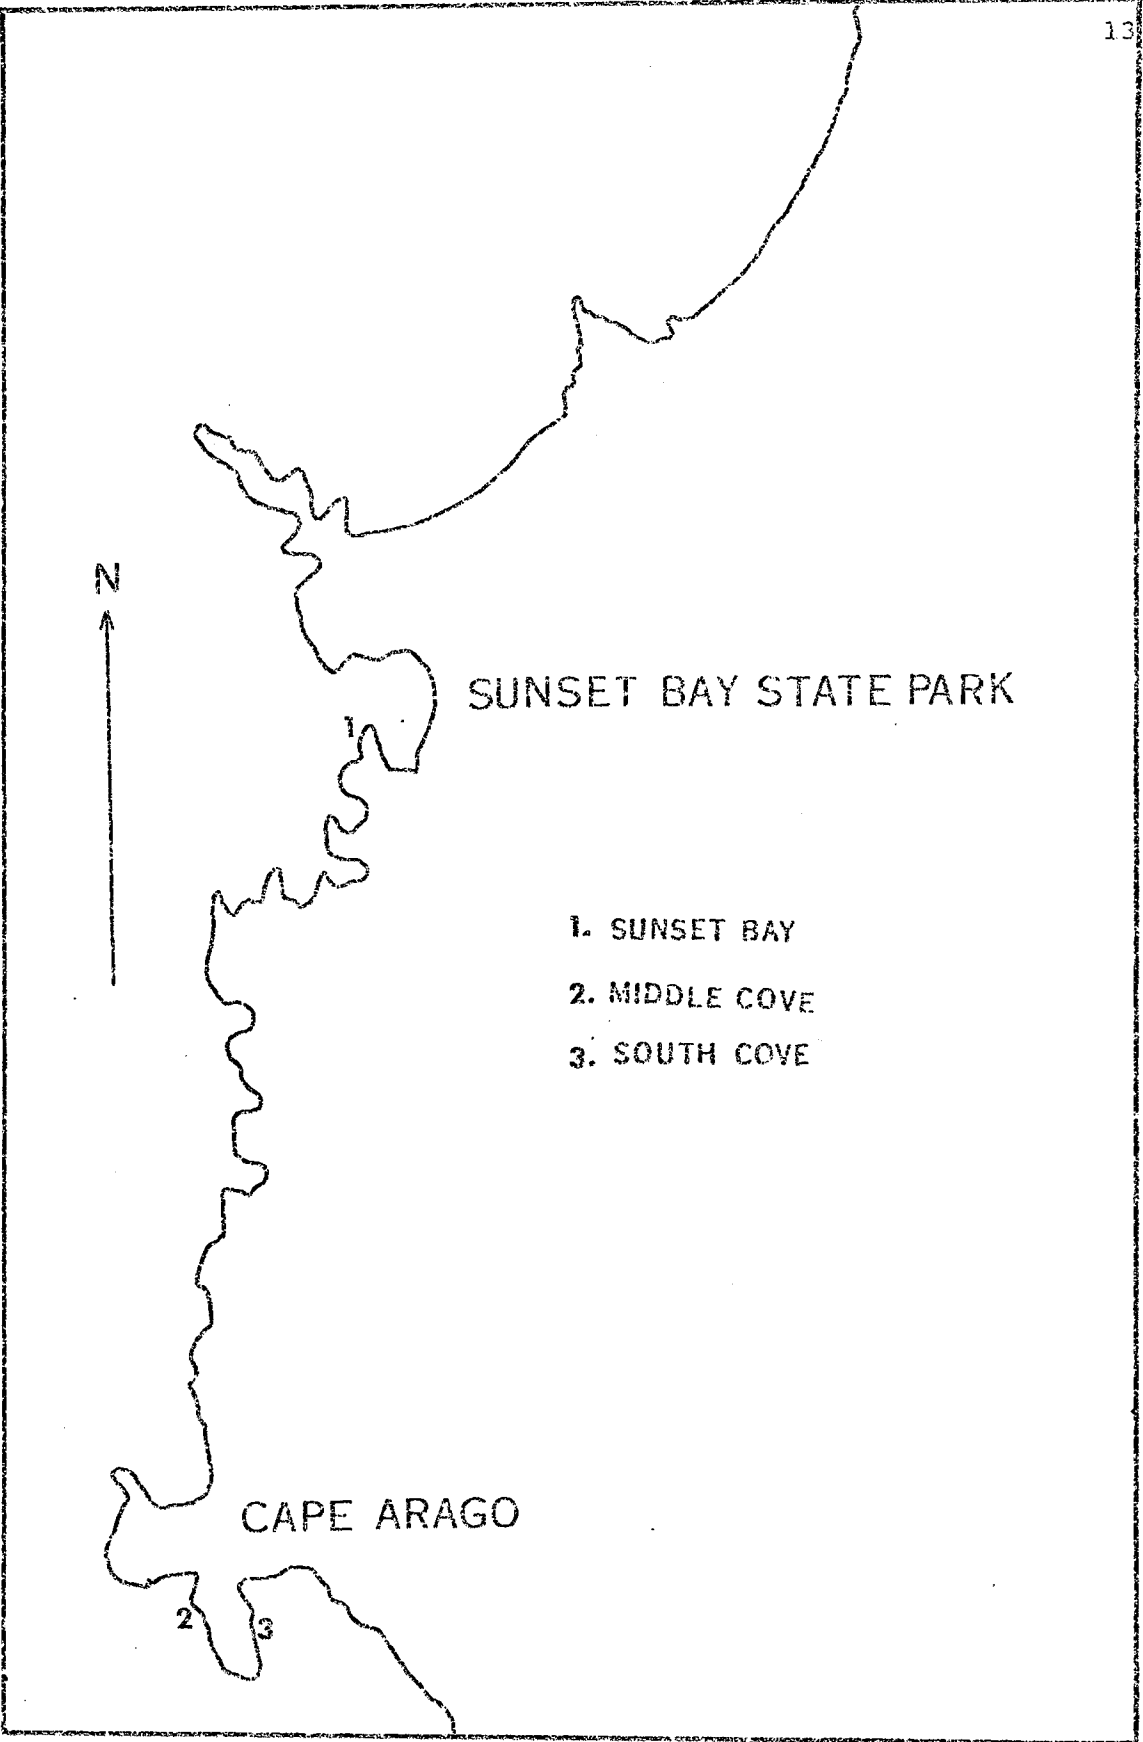 13
N
SUNSET BAY STATE PARK
1
1. SUNSET BAY
2. MIDDLE COVE
3. SOUTH COVE
CAPE ARAGO
2 3